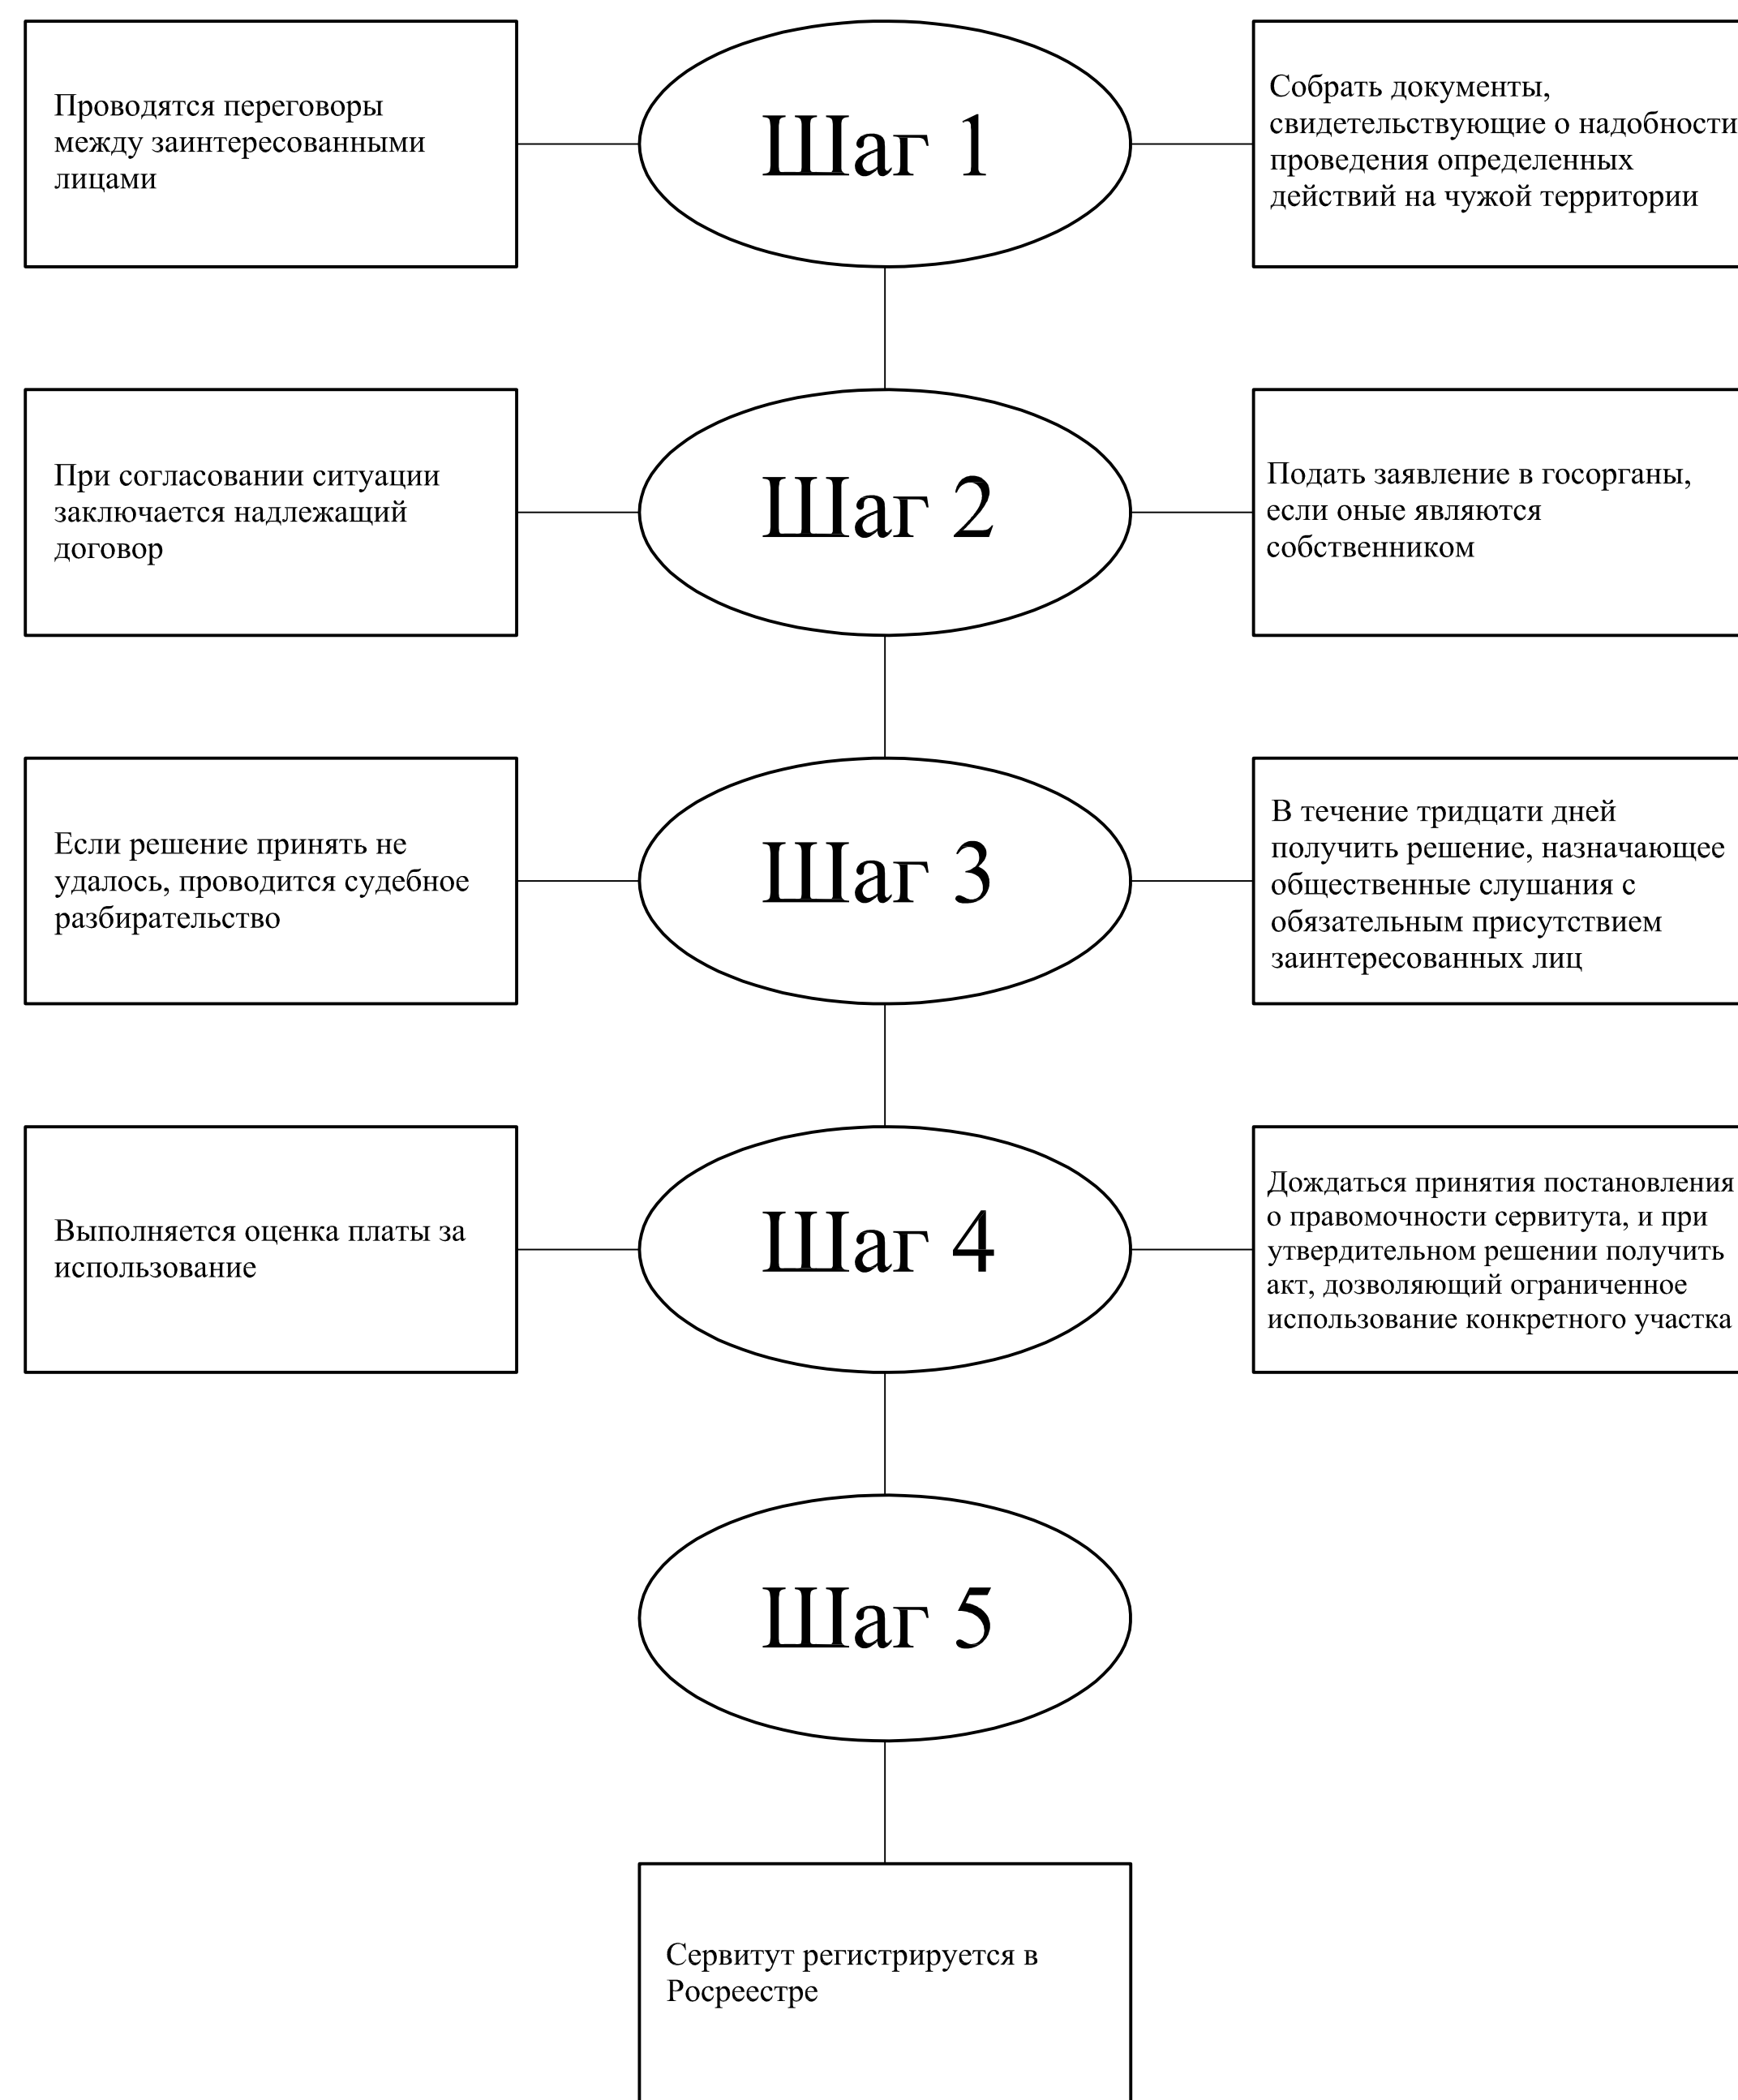 Проводятся переговоры
между заинтересованными
лицами
Шаг 1
Собрать документы,
свидетельствующие о надобности
проведения определенных
действий на чужой территории
При согласовании ситуации
заключается надлежащий
договор
Шаг 2
Подать заявление в госорганы,
если оные являются
собственником
Если решение принять не
удалось, проводится судебное
разбирательство
Шаг 3
В течение тридцати дней
получить решение, назначающее
общественные слушания с
обязательным присутствием
заинтересованных лиц
Выполняется оценка платы за
использование
Шаг 4
Дождаться принятия постановления
о правомочности сервитута, и при
утвердительном решении получить
акт, дозволяющий ограниченное
использование конкретного участка
Шаг 5
Сервитут регистрируется в
Росреестре